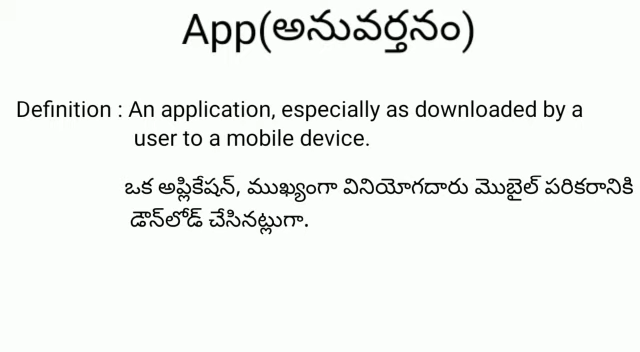 App(అనువర్తనం)
Definition : An application, especially as downloaded by a
user to a mobile device.
ఒక అప్లికేషన్, ముఖ్యంగా వినియోగదారు మొబైల్ పరికరానికి
డౌన్‌లోడ్ చేసినట్లుగా.